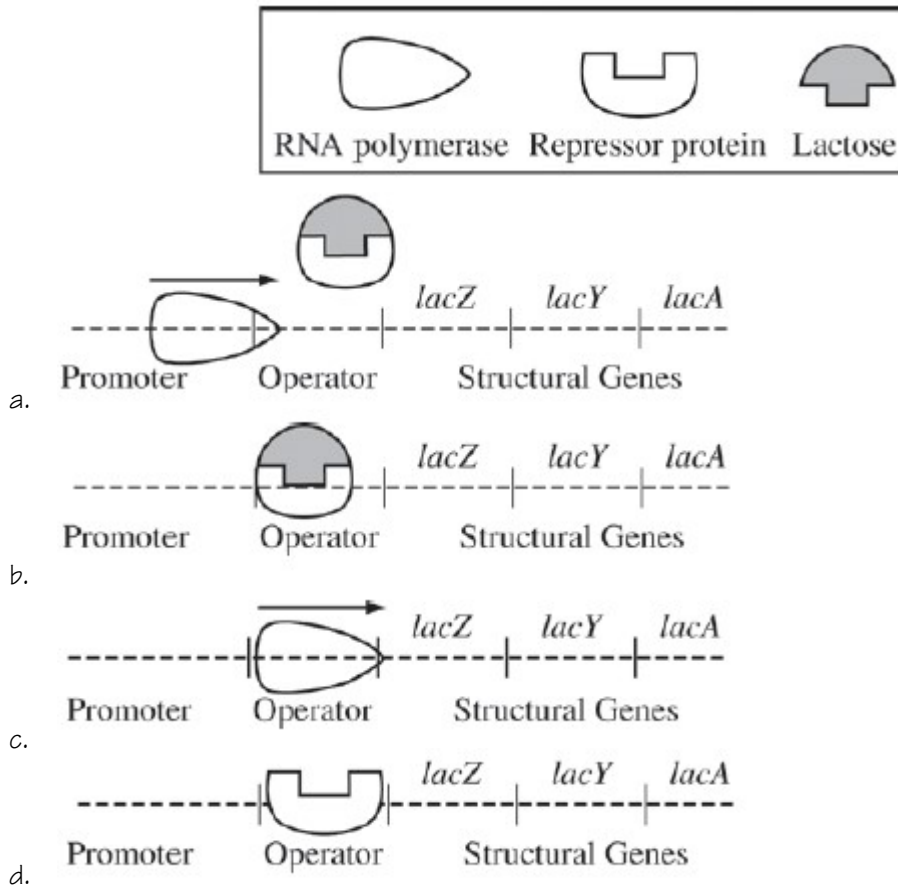 RNA polymerase Repressor protein Lactose
lacZ lacY lacA
Promoter Operator Structural Genes
a.
lacZ lacY lacA
Promoter Operator Structural Genes
b.
lacZ lacY lacA
Promoter Operator Structural Genes
c.
lacZ lacY lacA
Promoter Operator Structural Genes
d.